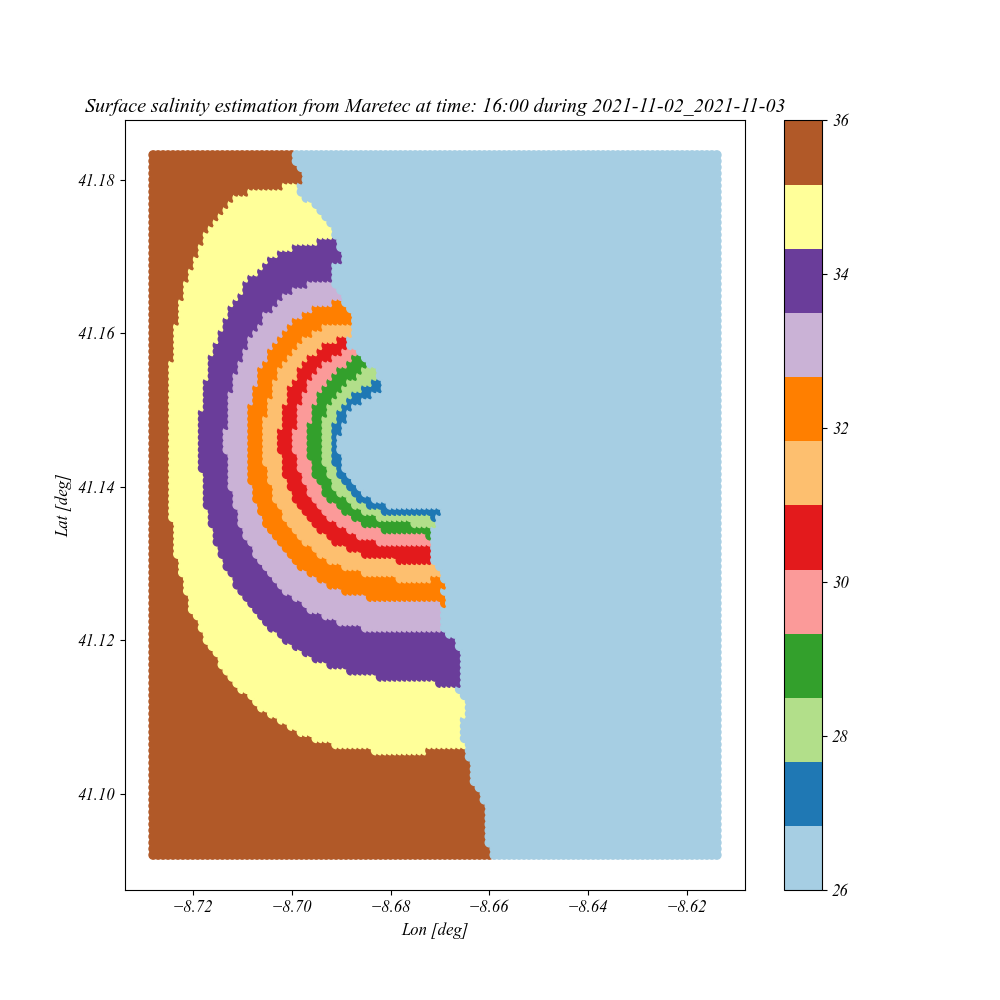 Surface salinity estimation from Maretec at time: 16:00 during 2021-11-02_2021-11-03
36
41.18
34
41.16
32
Lat [deg]
41.14
30
41.12
28
41.10
26
−8.72 −8.70 −8.68 −8.66 −8.64 −8.62
Lon [deg]